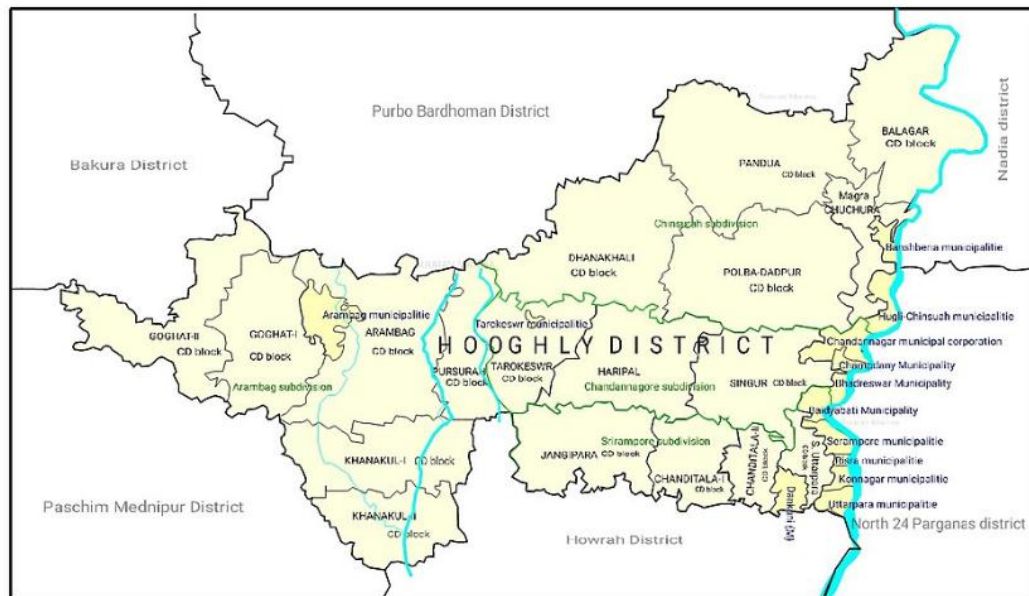 Purbo Bardhoman District
Nadia district
Bakura District
BALAGAR
CD block
PANDUA
CD block
Magra
CHUCHURA
Chinsurah subdivision
Banshberia municipalitie
DHANAKHALI
CD block
POLBA-DADPUR
CD block
Hugli-Chinsuah municipalitie
Arambag municipalitie
Tarokeswr municipalitie
GOGHAT-II
CD block
GOGHAT-I
CD block
ARAMBAG
CD block
Chandannagar municipal corporation
HOOGHLY DISTRICT
PURSURAH
CD block
TAROKESWR
CD block
HARIPAL
Champdany Municipality
SINGUR CD block
Bhadreswar Municipality
Arambag subdivision
Chandannagore subdivision
Baidyabati Municipality
Srirampore subdivision
Serampore municipalitie
JANGIPARA CD block
CHANDITALA-I
CD block
CHANDITALA-II
CD block
S. Uttarpara
CD block
Risra municipalitie
KHANAKUL-I
CD block
Konnagar municipalitie
Dankuni (M)
Uttarpara municipalitie
Paschim Mednipur District
KHANAKUL-II
CD block
North 24 Parganas district
Howrah District